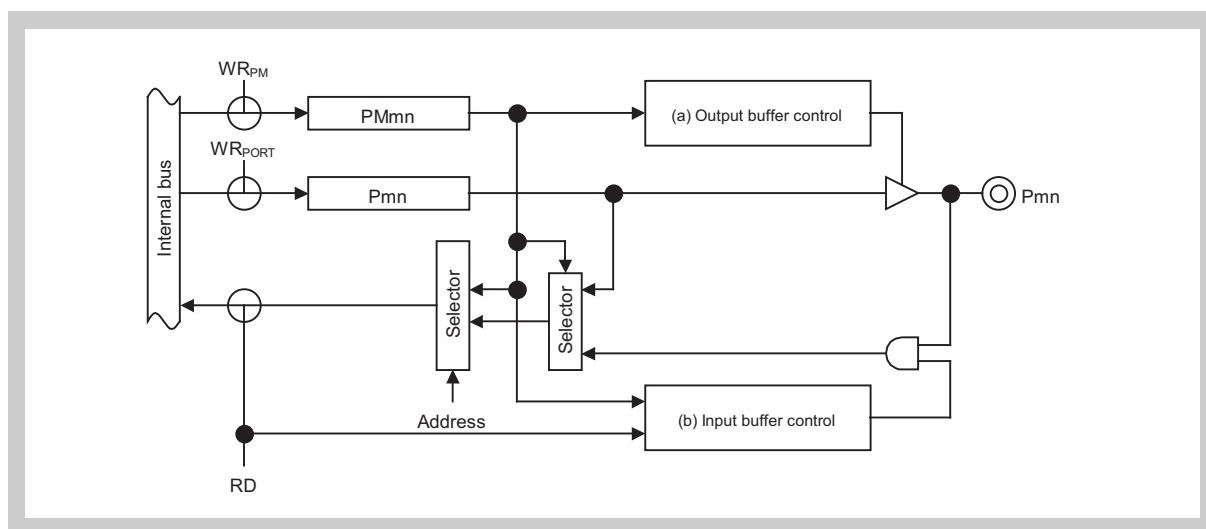 WRPM
PMmn
(a) Output buffer control
WRPORT
Pmn
Pmn
Internal bus
Selector
Selector
Address
(b) Input buffer control
RD